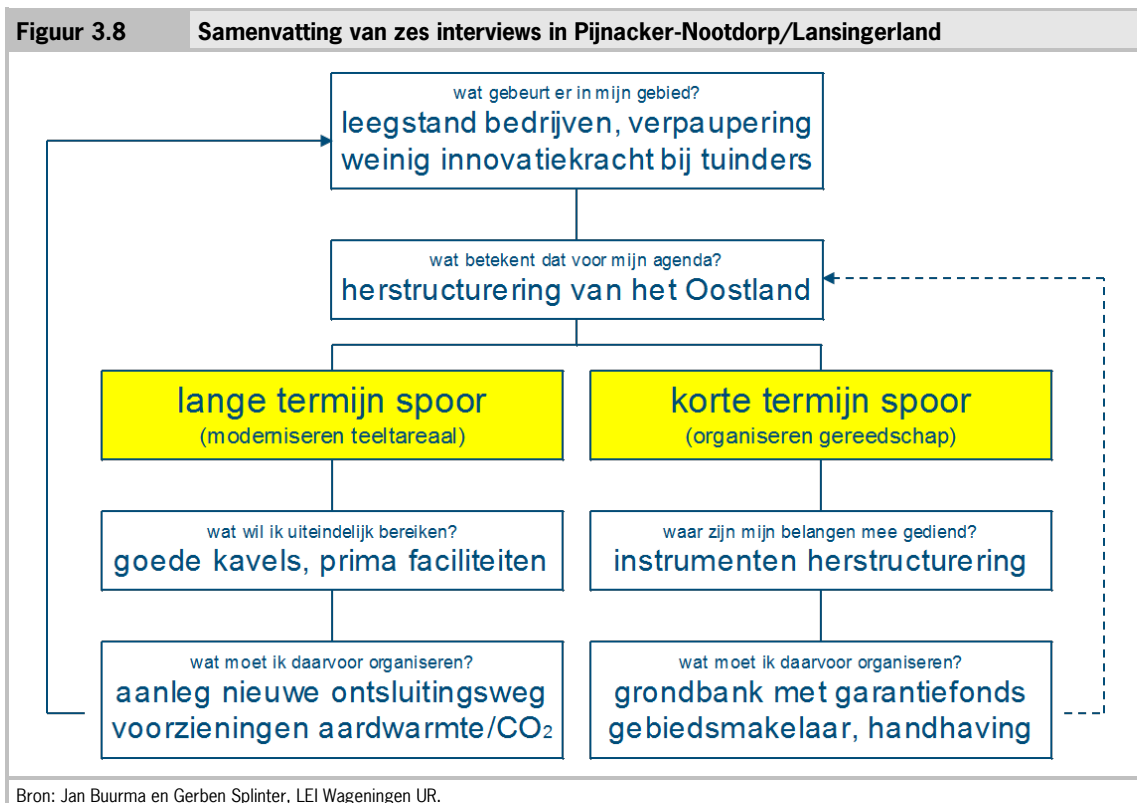 Figuur 3.8 Samenvatting van zes interviews in Pijnacker-Nootdorp/Lansingerland
wat gebeurt er in mijn gebied?
leegstand bedrijven, verpaupering
weinig innovatiekracht bij tuinders
wat betekent dat voor mijn agenda?
herstructurering van het Oostland
lange termijn spoor
(moderniseren teeltareaal)
korte termijn spoor
(organiseren gereedschap)
wat wil ik uiteindelijk bereiken?
goede kavels, prima faciliteiten
waar zijn mijn belangen mee gediend?
instrumenten herstructurering
wat moet ik daarvoor organiseren?
aanleg nieuwe ontsluitingsweg
voorzieningen aardwarmte/CO₂
wat moet ik daarvoor organiseren?
grondbank met garantiefonds
gebiedsmakelaar, handhaving
Bron: Jan Buurma en Gerben Splinter, LEI Wageningen UR.